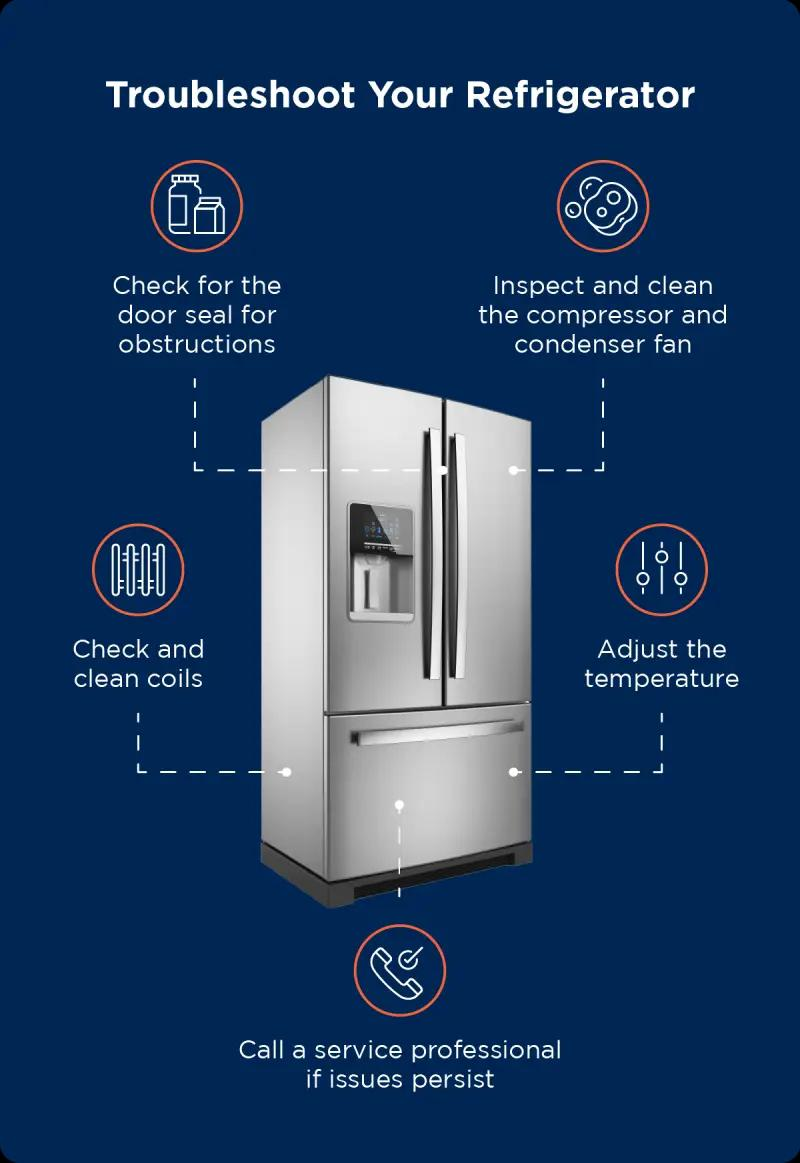 Troubleshoot Your Refrigerator
Check for the
door seal for
obstructions
Inspect and clean
the compressor and
condenser fan
Check and
clean coils
Adjust the
temperature
Call a service professional
if issues persist